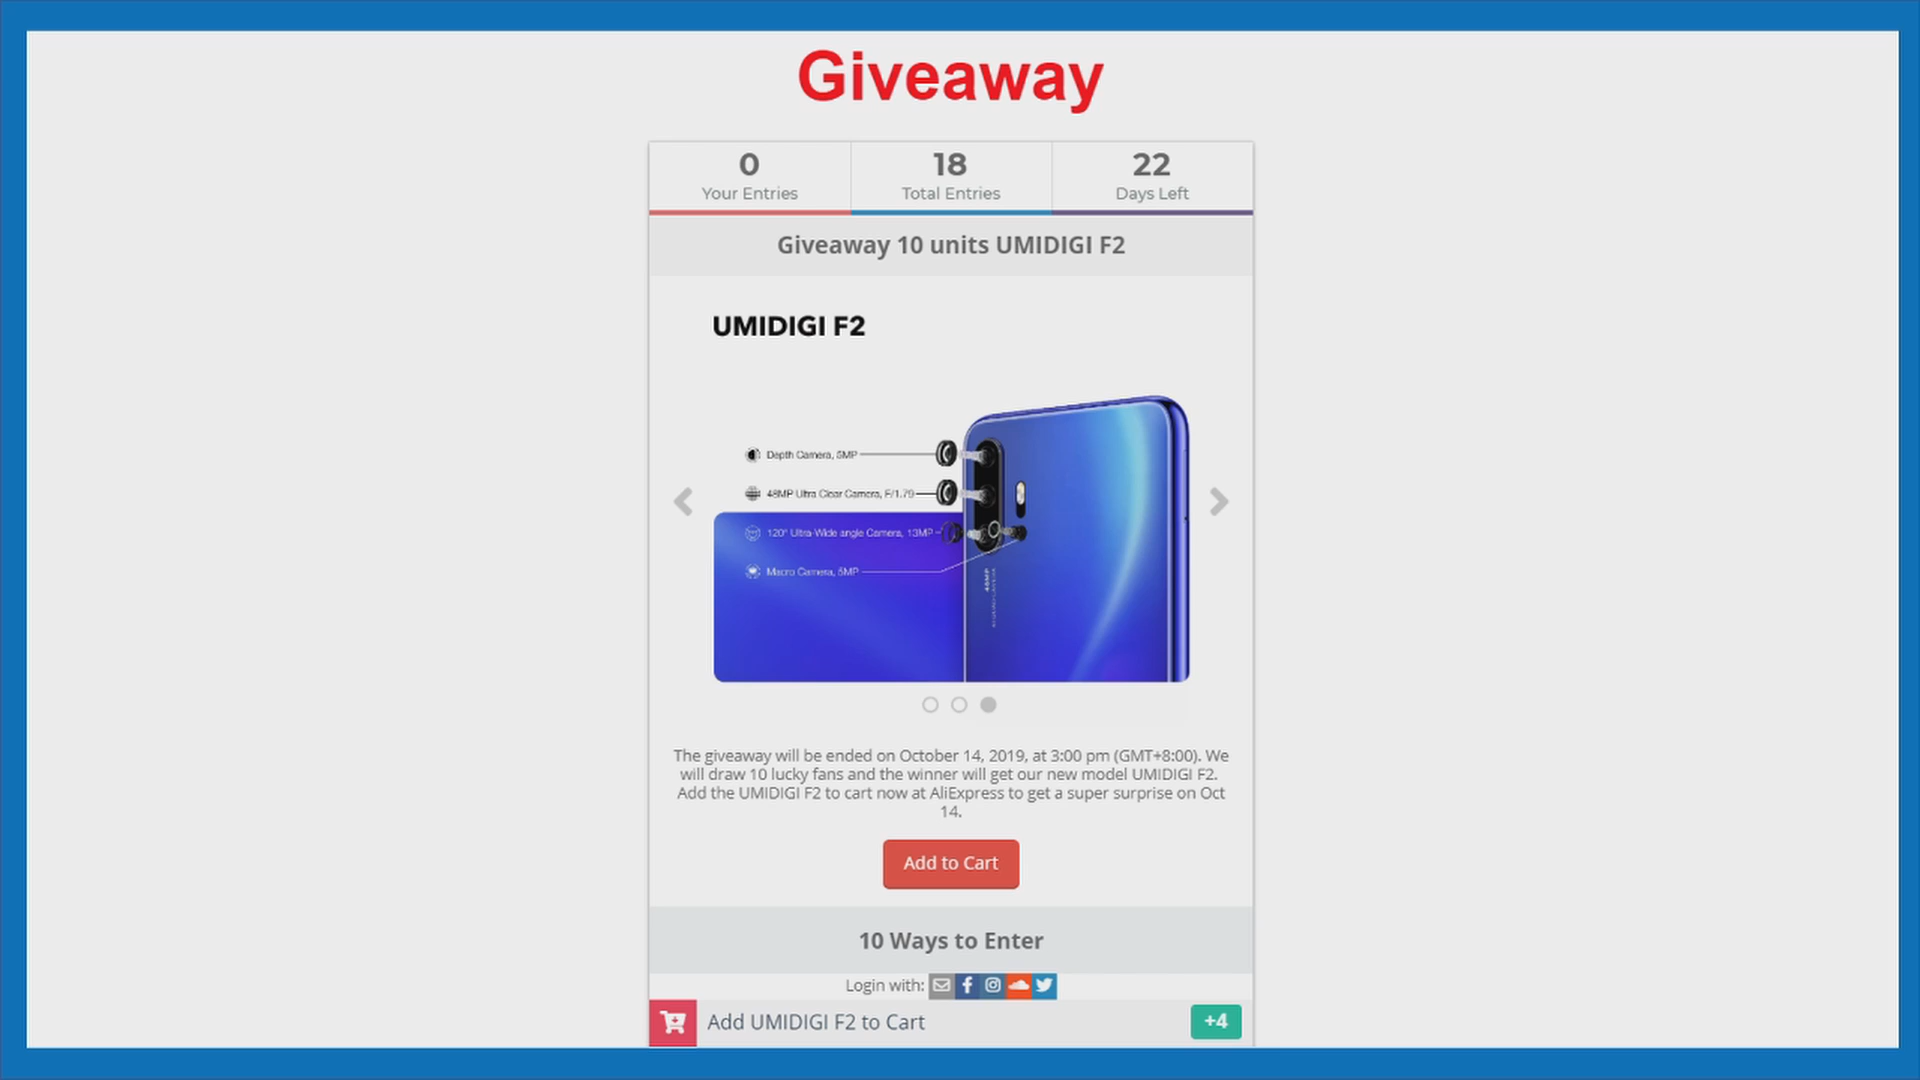 Giveaway
0
Your Entries
18
Total Entries
22
Days Left
Giveaway 10 units UMIDIGI F2
UMIDIGI F2
Depth Camera, 5MP
48MP Ultra Clear Camera, F/1.79
120° Ultra-Wide angle Camera, 13MP
Macro Camera, 5MP
48MP
The giveaway will be ended on October 14, 2019, at 3:00 pm (GMT+8:00). We
will draw 10 lucky fans and the winner will get our new model UMIDIGI F2.
Add the UMIDIGI F2 to cart now at AliExpress to get a super surprise on Oct
14.
Add to Cart
10 Ways to Enter
Login with:
Add UMIDIGI F2 to Cart
+4